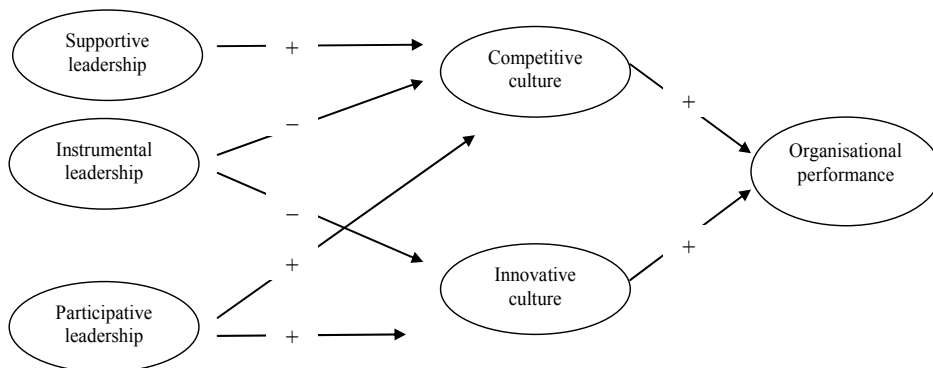 Supportive
leadership
+
Competitive
culture
+
−
Instrumental
leadership
Organisational
performance
−
+
+
Innovative
culture
Participative
leadership
+